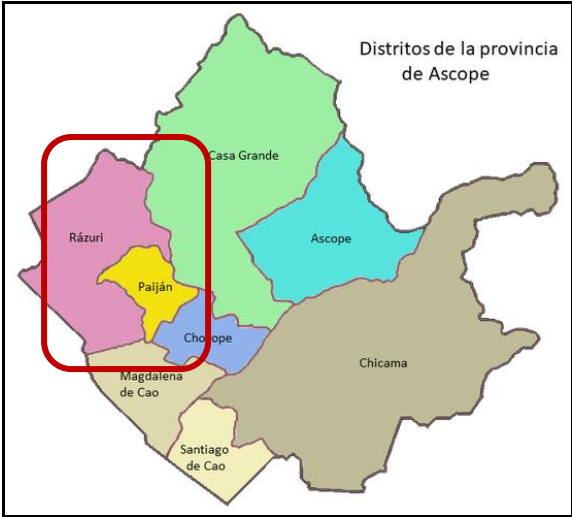 Distritos de la provincia
de Ascope
Casa Grande
Rázuri
Ascope
Paiján
Chocope
Chicama
Magdalena
de Cao
Santiago
de Cao